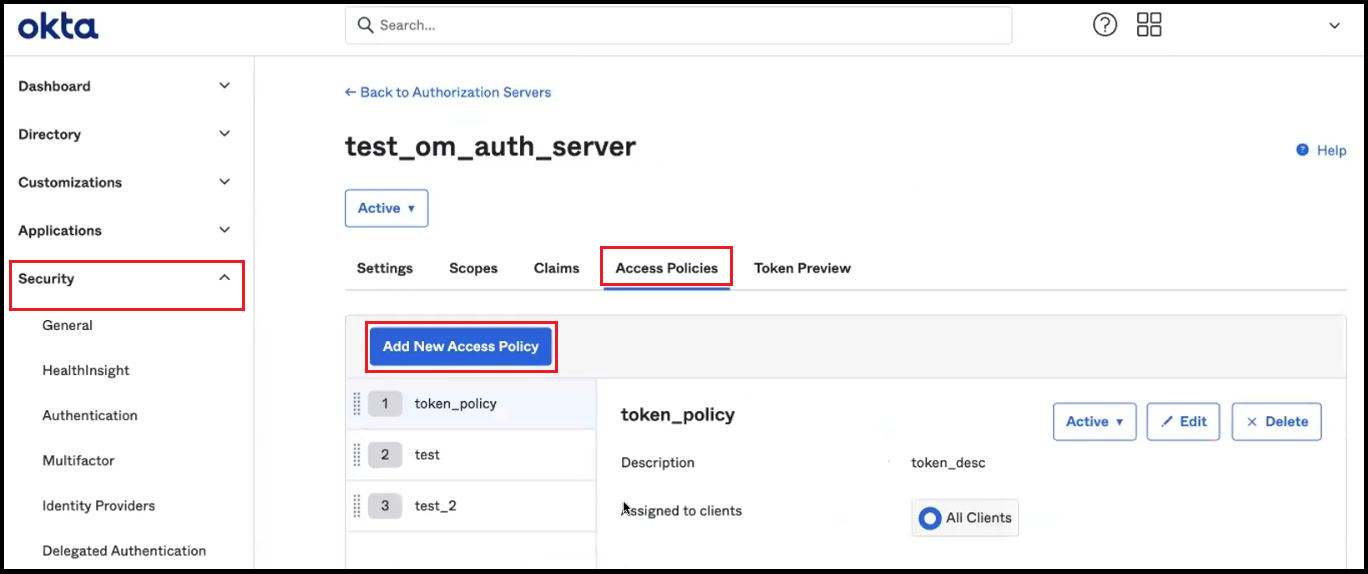 okta
Search...
?
Dashboard
Directory
Customizations
Applications
Security
General
HealthInsight
Authentication
Multifactor
Identity Providers
Delegated Authentication
← Back to Authorization Servers
test_om_auth_server
? Help
Active ▼
Settings Scopes Claims Access Policies Token Preview
Add New Access Policy
1 token_policy
2 test
3 test_2
token_policy
Active ▼ Edit × Delete
Description token_desc
Assigned to clients All Clients